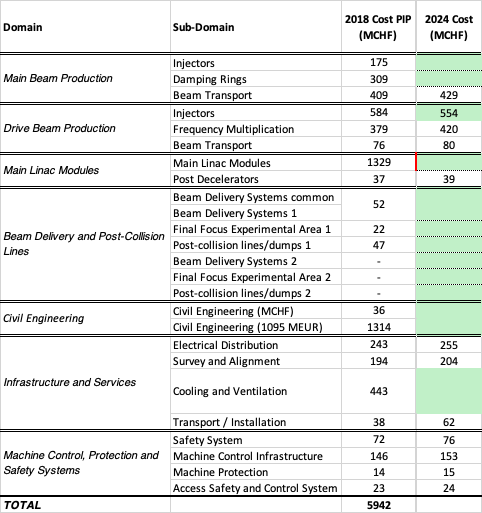 Domain Sub-Domain 2018 Cost PIP (MCHF) 2024 Cost (MCHF)
Main Beam Production
Injectors 175
Damping Rings 309
Beam Transport 409 429
Drive Beam Production
Injectors 584 554
Frequency Multiplication 379 420
Beam Transport 76 80
Main Linac Modules
Main Linac Modules 1329
Post Decelerators 37 39
Beam Delivery and Post-Collision Lines
Beam Delivery Systems common 52
Beam Delivery Systems 1
Final Focus Experimental Area 1 22
Post-collision lines/dumps 1 47
Beam Delivery Systems 2 -
Final Focus Experimental Area 2 -
Post-collision lines/dumps 2 -
Civil Engineering
Civil Engineering (MCHF) 36
Civil Engineering (1095 MEUR) 1314
Infrastructure and Services
Electrical Distribution 243 255
Survey and Alignment 194 204
Cooling and Ventilation 443
Transport / Installation 38 62
Machine Control, Protection and Safety Systems
Safety System 72 76
Machine Control Infrastructure 146 153
Machine Protection 14 15
Access Safety and Control System 23 24
TOTAL 5942